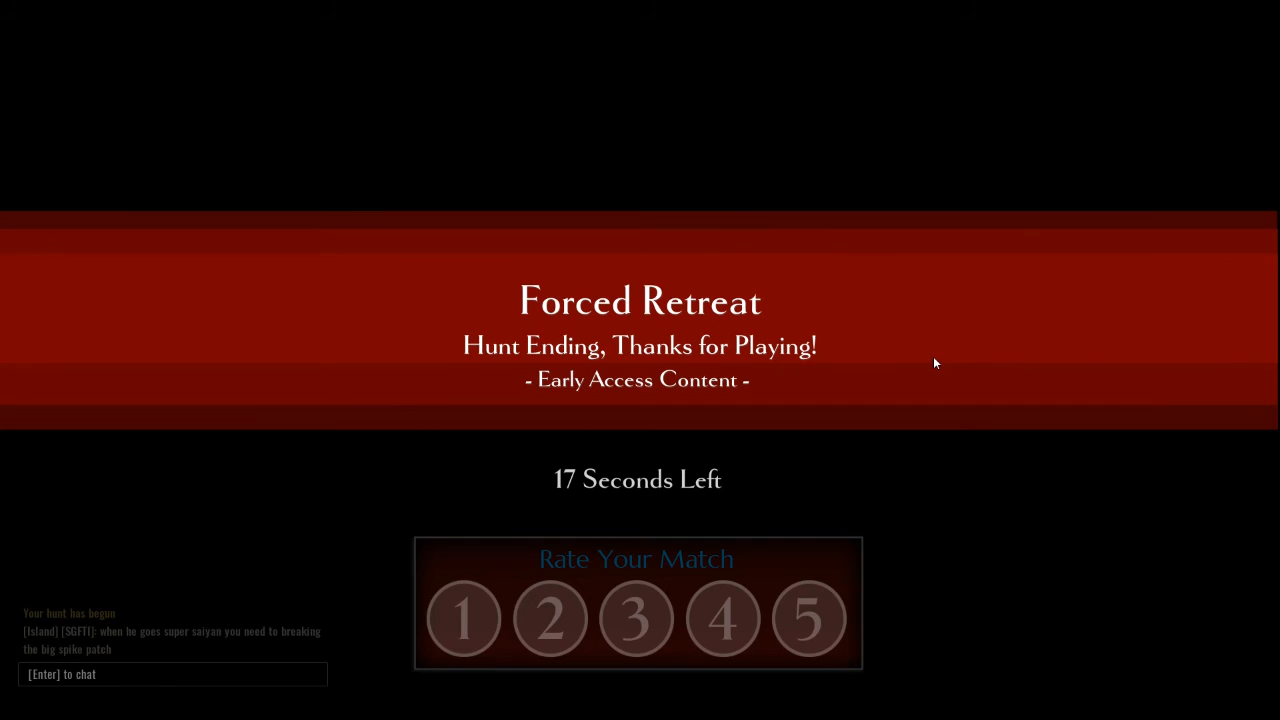 Forced Retreat
Hunt Ending, Thanks for Playing!
- Early Access Content -
17 Seconds Left
Rate Your Match
1 2 3 4 5
Your hunt has begun
[Island] [SGFTI]: when he goes super saiyan you need to breaking
the big spike patch
[Enter] to chat